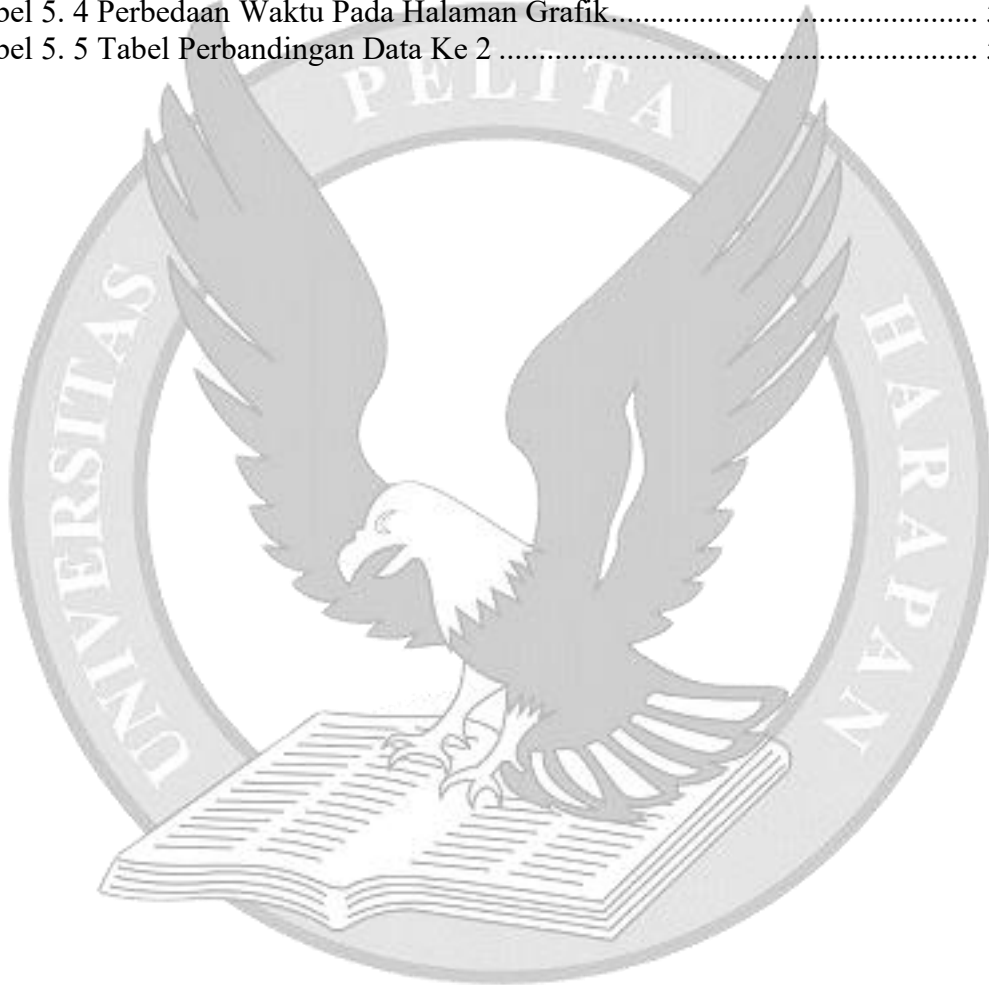 bel 5. 4 Perbedaan Waktu Pada Halaman Grafik
bel 5. 5 Tabel Perbandingan Data Ke 2
UNIVERSITAS PELITA HARAPAN